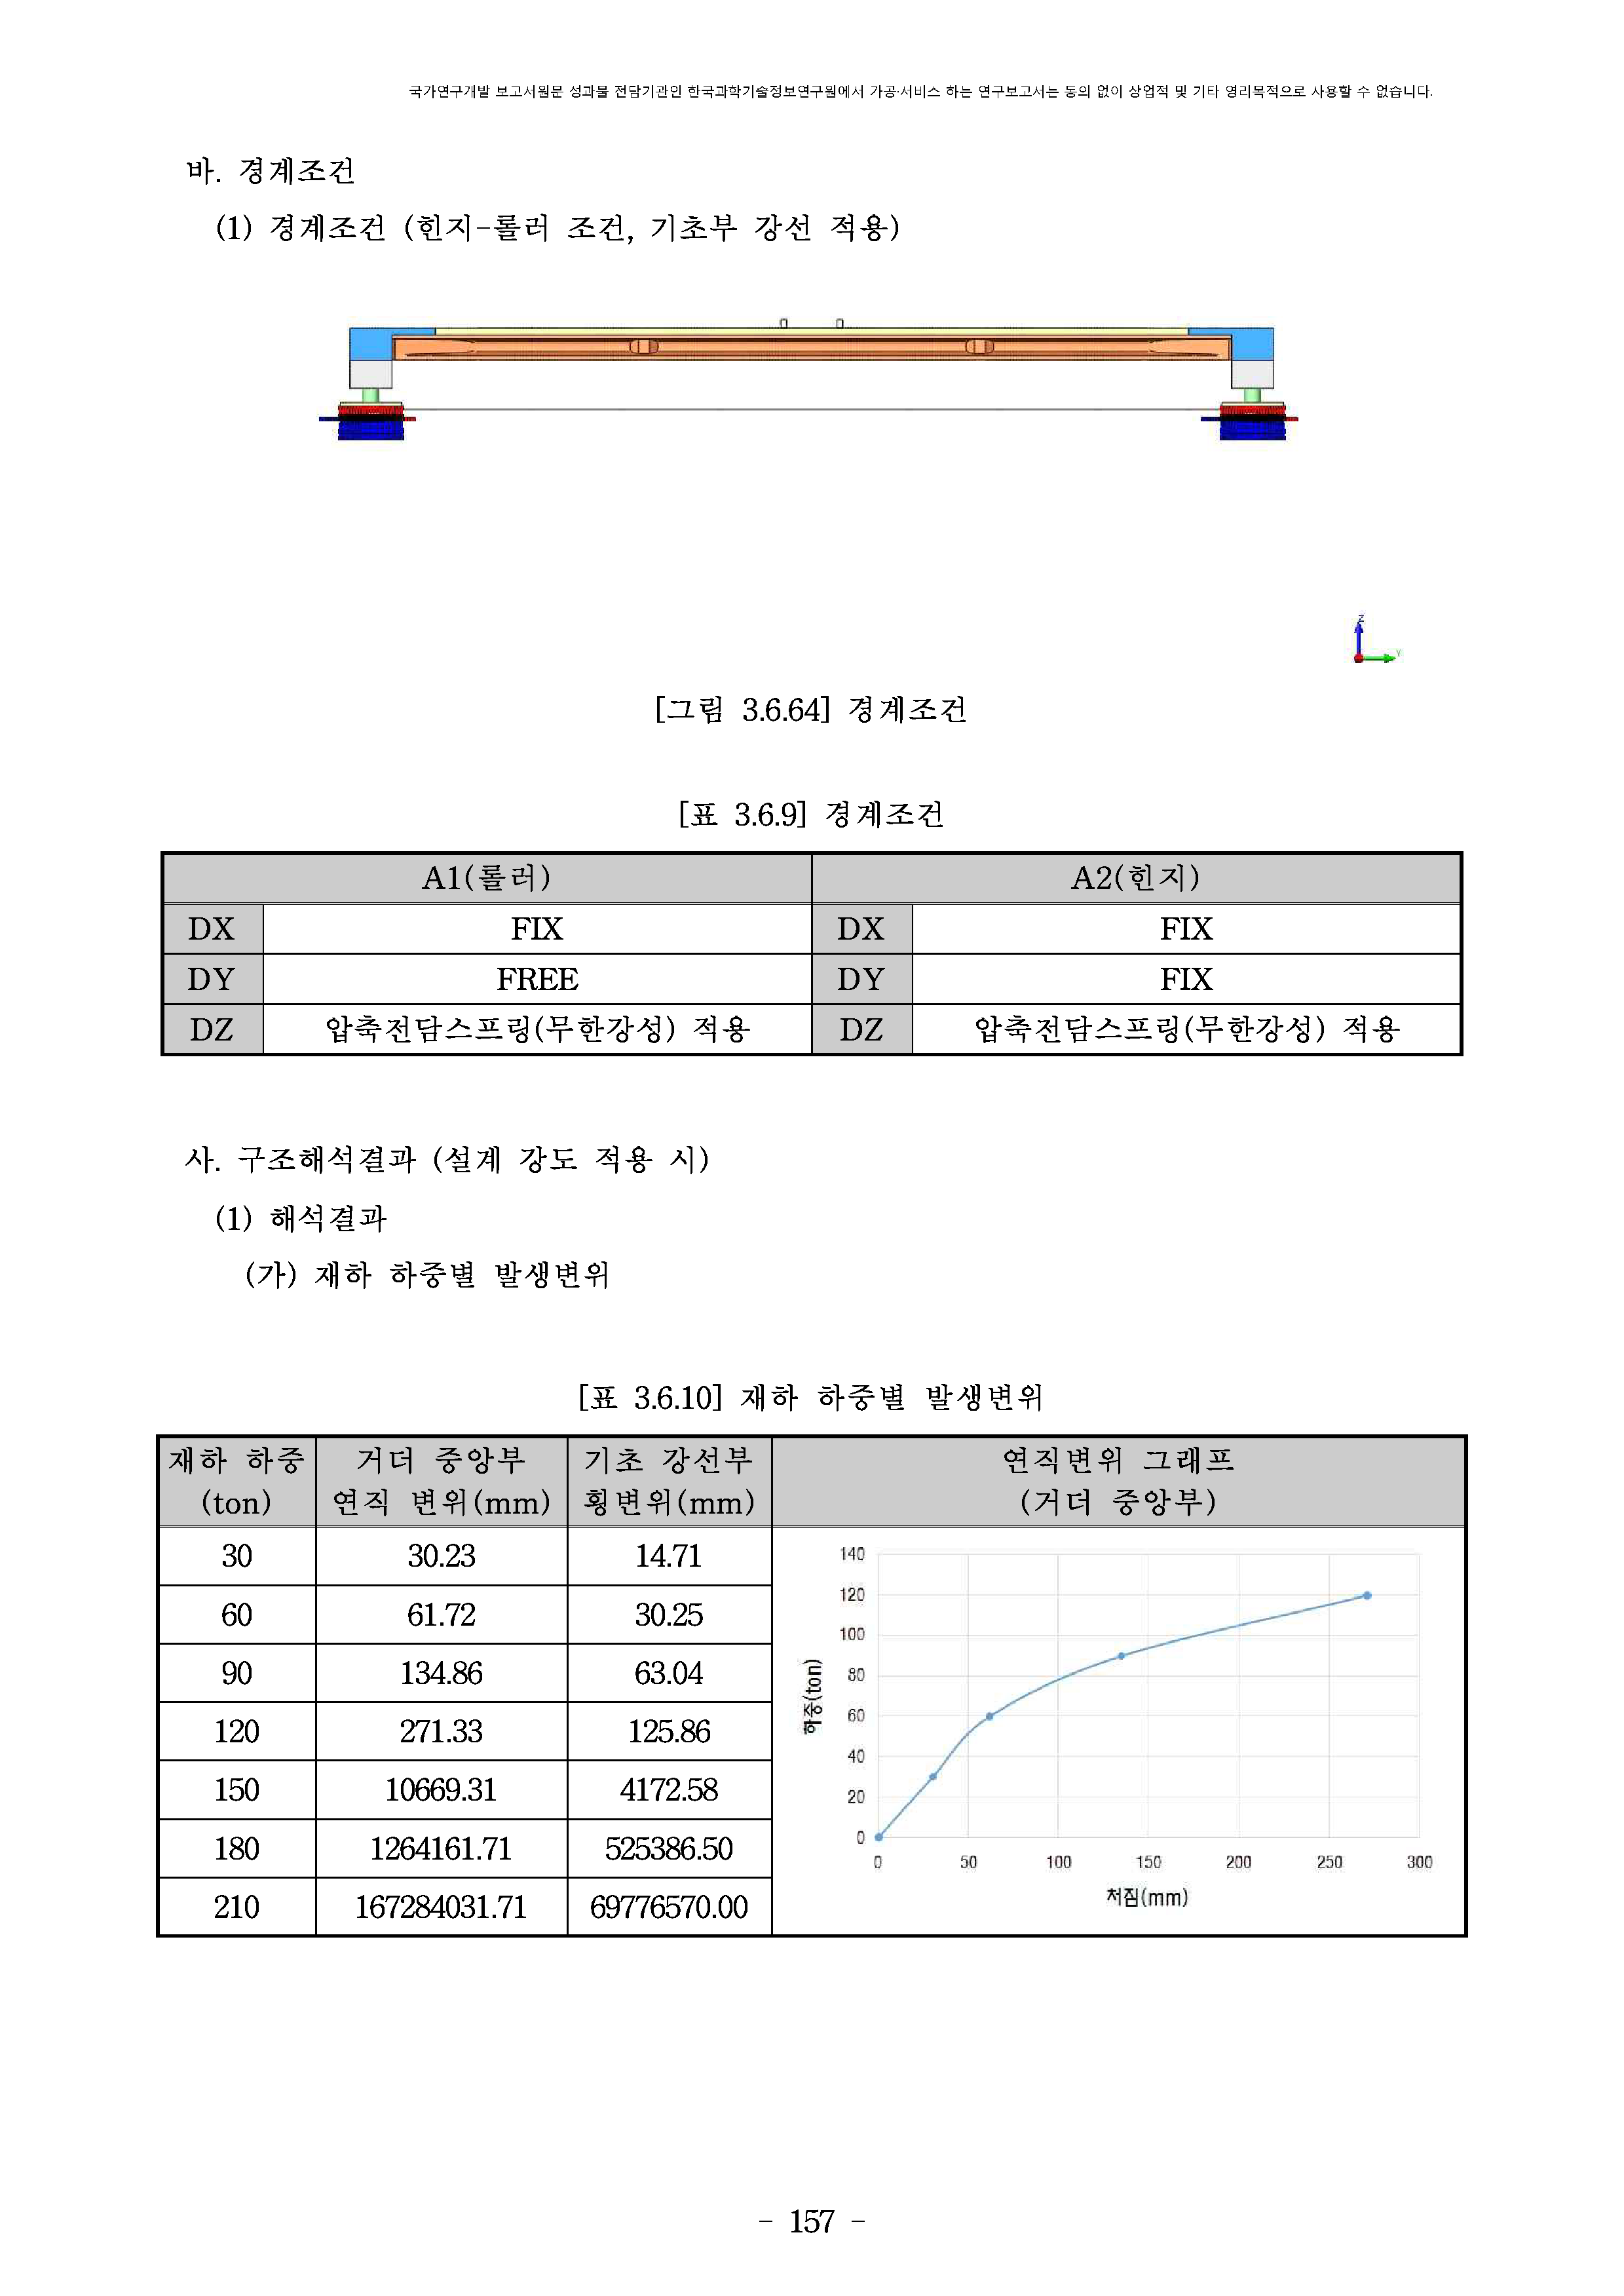 국가연구개발 보고서원문 성과물 전담기관인 한국과학기술정보연구원에서 가공·서비스 하는 연구보고서는 동의 없이 상업적 및 기타 영리목적으로 사용할 수 없습니다.
바. 경계조건
(1) 경계조건 (힌지-롤러 조건, 기초부 강선 적용)
Z
Y
[그림 3.6.64] 경계조건
[표 3.6.9] 경계조건
A1(롤러) A2(힌지)
DX FIX DX FIX
DY FREE DY FIX
DZ 압축전담스프링(무한강성) 적용 DZ 압축전담스프링(무한강성) 적용
사. 구조해석결과 (설계 강도 적용 시)
(1) 해석결과
(가) 재하 하중별 발생변위
[표 3.6.10] 재하 하중별 발생변위
재하 하중 거더 중앙부 기초 강선부 연직변위 그래프
(ton) 연직 변위(mm) 횡변위(mm) (거더 중앙부)
30 30.23 14.71
60 61.72 30.25
90 134.86 63.04
120 271.33 125.86
150 10669.31 4172.58
180 1264161.71 525386.50
210 167284031.71 69776570.00
140
120
100
80
60
40
20
0
하중(ton)
0 50 100 150 200 250 300
처짐(mm)
- 157 -